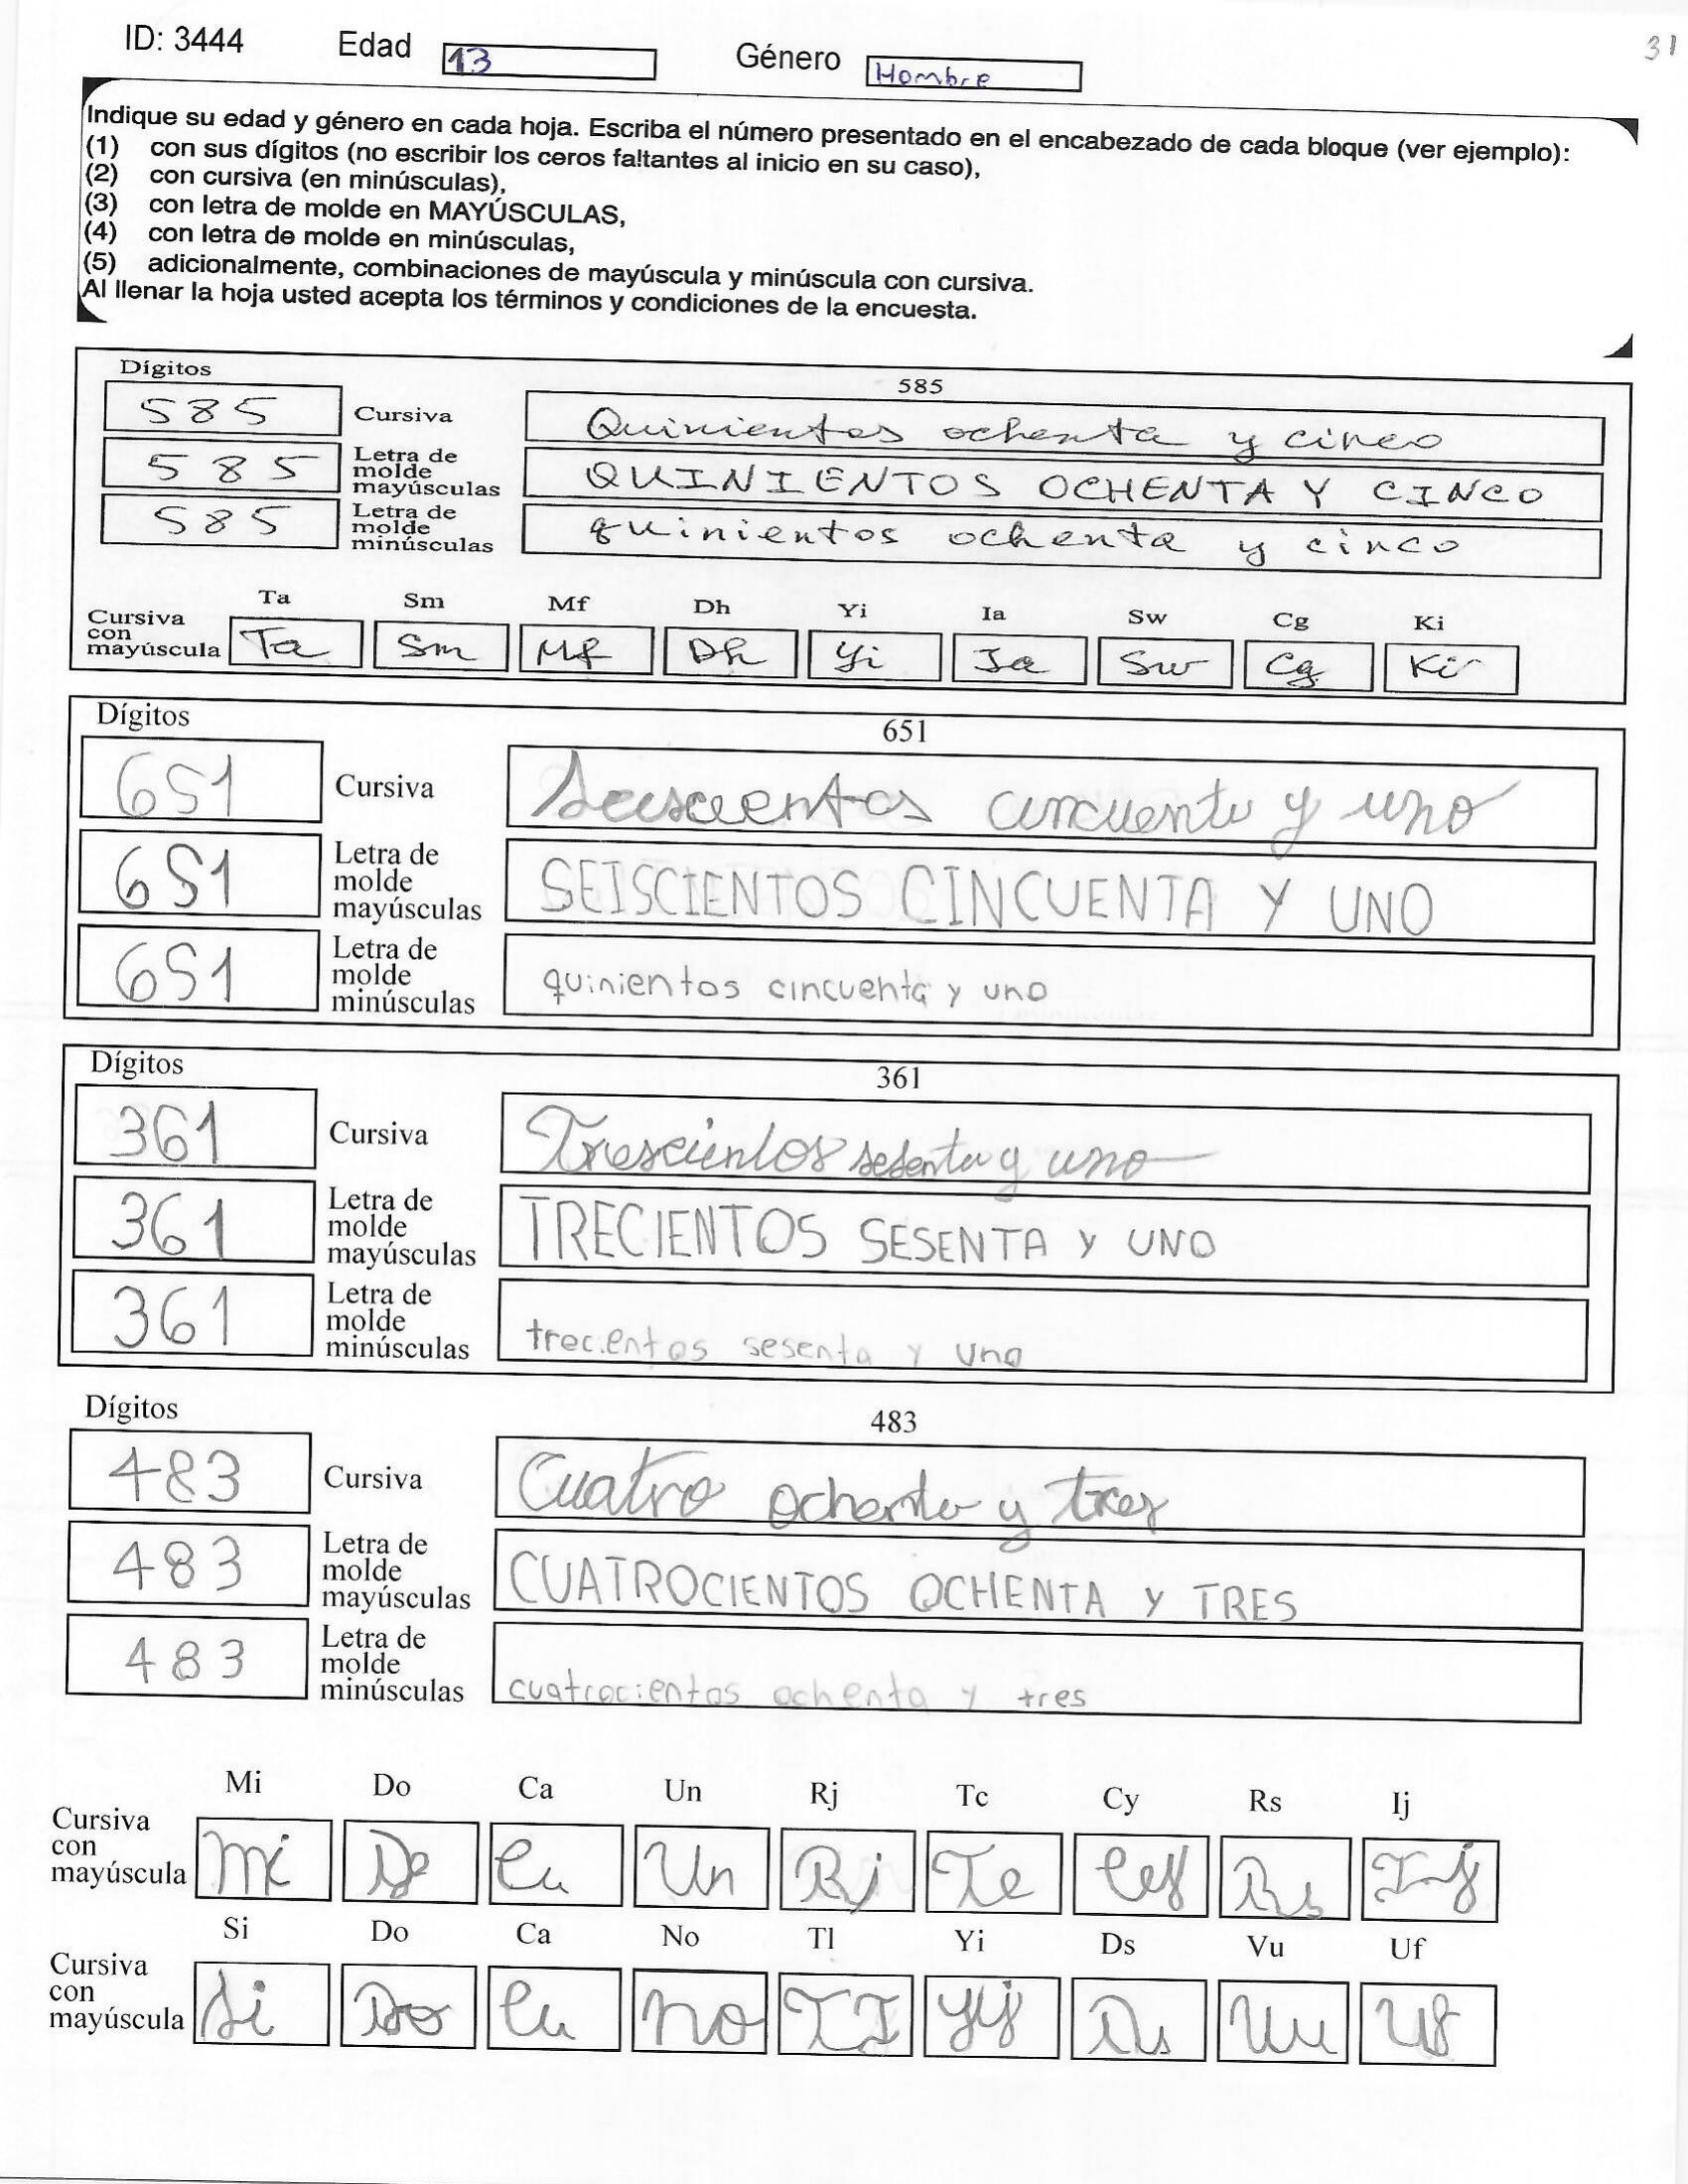 ID: 3444 Edad 13 Género Hombre 31
Indique su edad y género en cada hoja. Escriba el número presentado en el encabezado de cada bloque (ver ejemplo):
(1) con sus dígitos (no escribir los ceros faltantes al inicio en su caso),
(2) con cursiva (en minúsculas),
(3) con letra de molde en MAYÚSCULAS,
(4) con letra de molde en minúsculas,
(5) adicionalmente, combinaciones de mayúscula y minúscula con cursiva.
Al llenar la hoja usted acepta los términos y condiciones de la encuesta.
Dígitos 585
585 Cursiva Quinientos ochenta y cinco
585 Letra de molde mayúsculas QUINIENTOS OCHENTA Y CINCO
585 Letra de molde minúsculas quinientos ochenta y cinco
Ta Sm Mf Dh Yi Ia Sw Cg Ki
Cursiva con mayúscula Ta Sm Mf Dh Yi Ia Sw Cg Ki
Dígitos 651
651 Cursiva Seiscientos cincuenta y uno
651 Letra de molde mayúsculas SEISCIENTOS CINCUENTA Y UNO
651 Letra de molde minúsculas quinientos cincuenta y uno
Dígitos 361
361 Cursiva Trescientos sesenta y uno
361 Letra de molde mayúsculas TRECIENTOS SESENTA Y UNO
361 Letra de molde minúsculas trecientos sesenta y uno
Dígitos 483
483 Cursiva Cuatro ochenta y tres
483 Letra de molde mayúsculas CUATROCIENTOS OCHENTA Y TRES
483 Letra de molde minúsculas cuatrocientos ochenta y tres
Mi Do Ca Un Rj Tc Cy Rs Ij
Cursiva con mayúscula Mi Do Ca Un Rj Tc Cy Rs Ij
Si Do Ca No Tl Yi Ds Vu Uf
Cursiva con mayúscula Si Do Ca No Tl Yi Ds Vu Uf